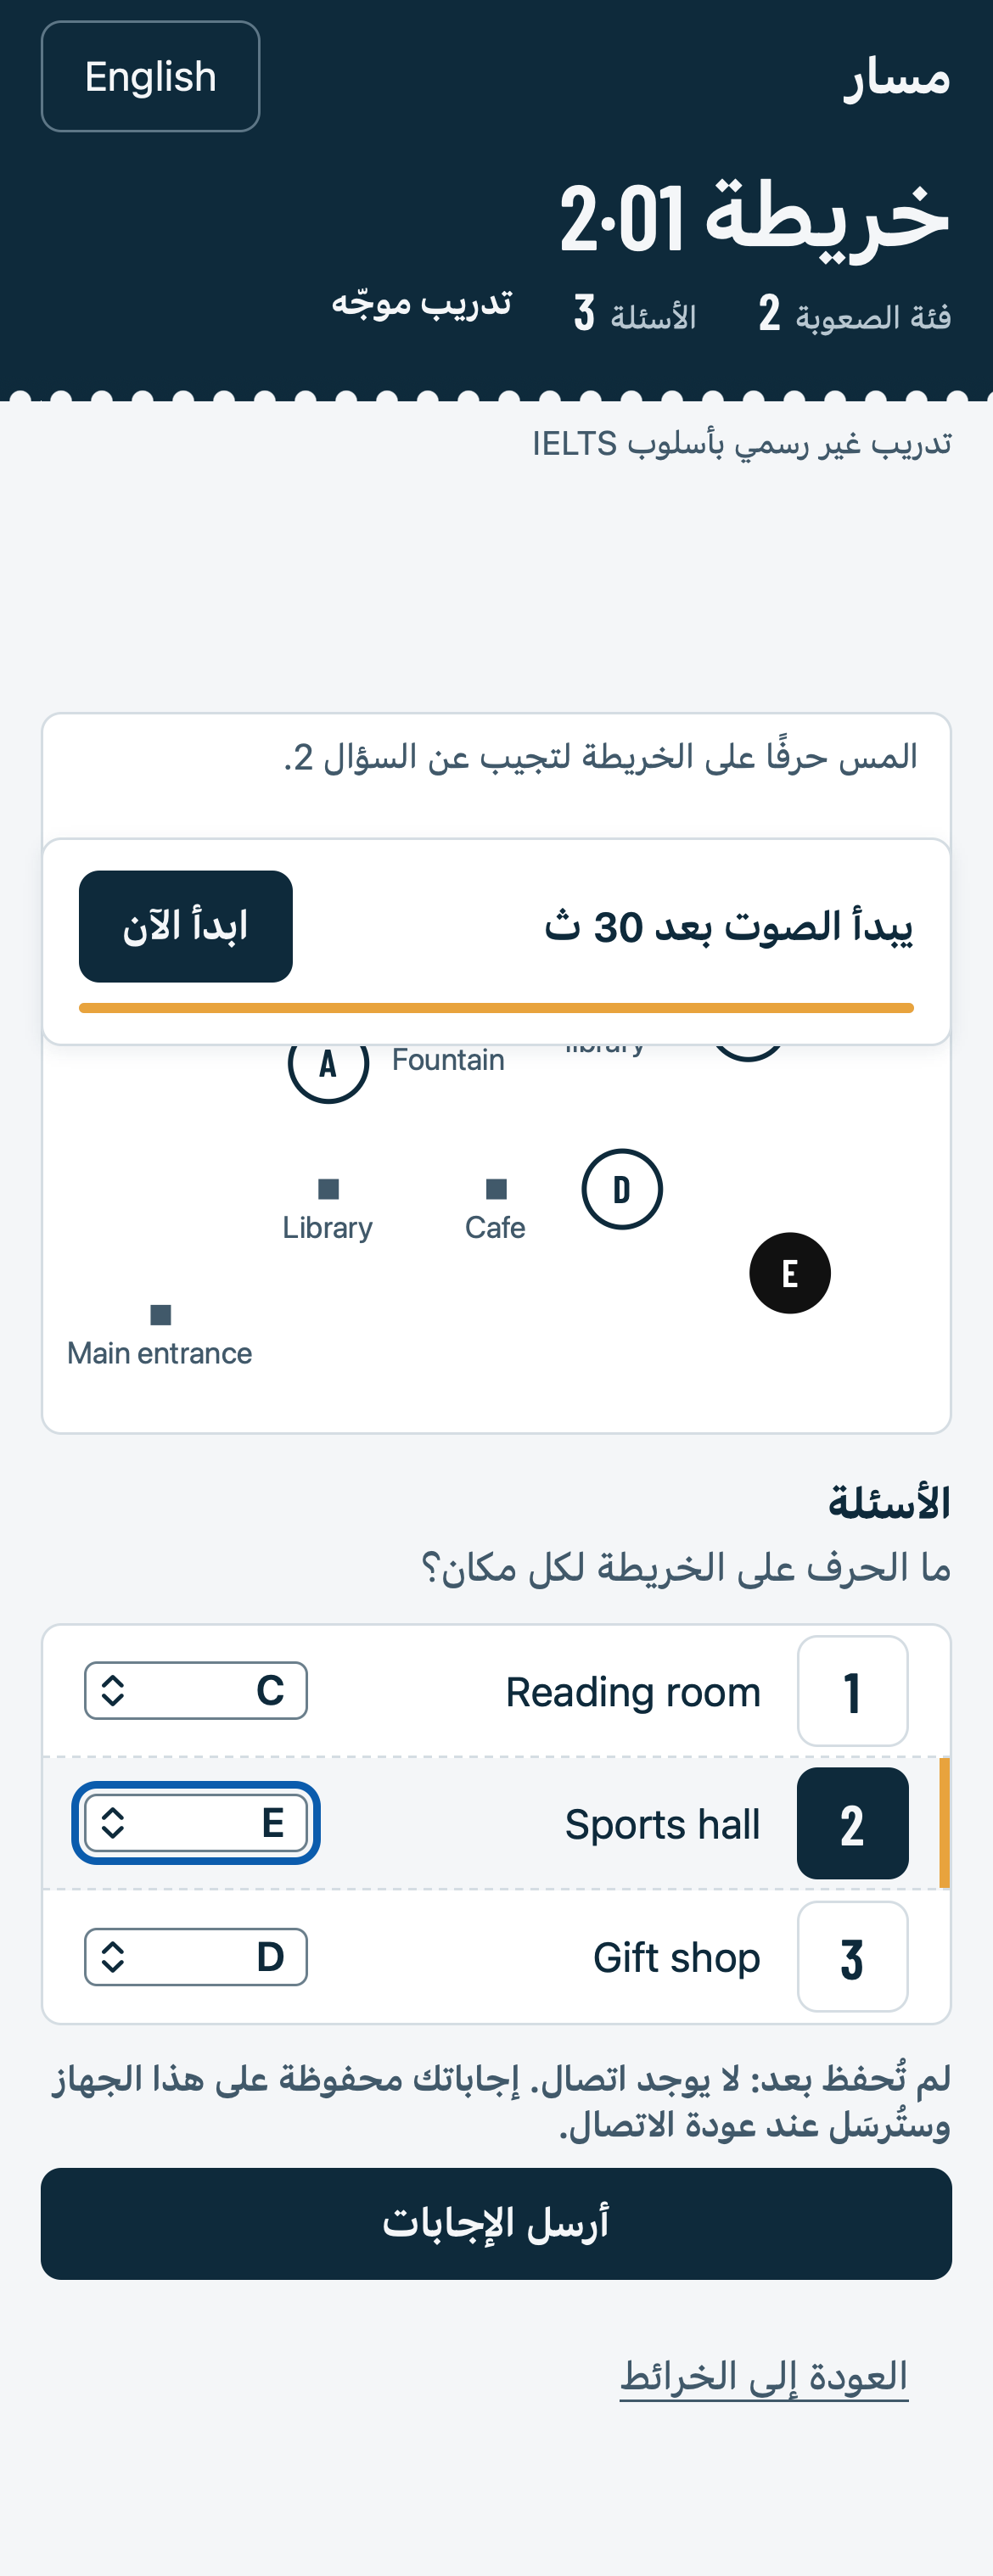 مسار
English
خريطة 2·01
فئة الصعوبة 2 الأسئلة 3 تدريب موجّه
تدريب غير رسمي بأسلوب IELTS
المس حرفًا على الخريطة لتجيب عن السؤال 2.
يبدأ الصوت بعد 30 ث
ابدأ الآن
library
A
Fountain
D
Library
Cafe
E
Main entrance
الأسئلة
ما الحرف على الخريطة لكل مكان؟
1 Reading room C
2 Sports hall E
3 Gift shop D
لم تُحفظ بعد: لا يوجد اتصال. إجاباتك محفوظة على هذا الجهاز
وستُرسَل عند عودة الاتصال.
أرسل الإجابات
العودة إلى الخرائط